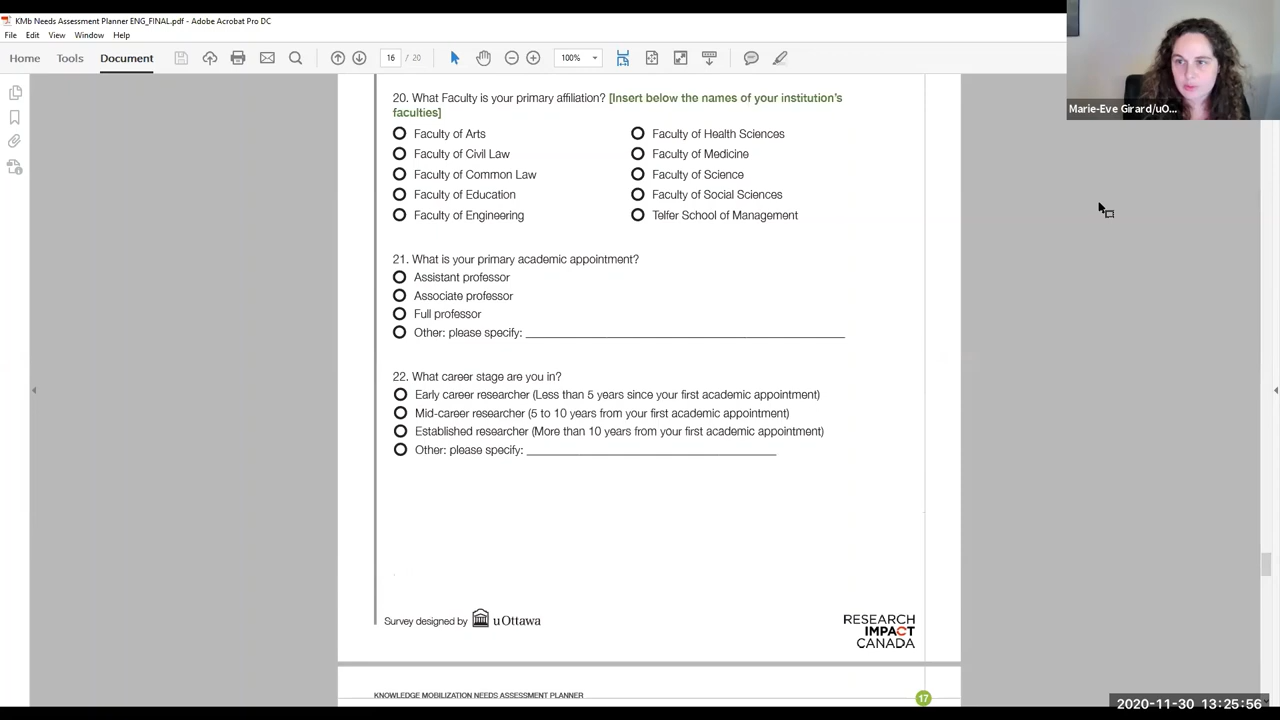 KMb Needs Assessment Planner ENG_FINAL.pdf - Adobe Acrobat Pro DC
File Edit View Window Help
Home Tools Document 16 / 20 100%
Marie-Eve Girard/uO...
20. What Faculty is your primary affiliation? [Insert below the names of your institution's
faculties]
Faculty of Arts Faculty of Health Sciences
Faculty of Civil Law Faculty of Medicine
Faculty of Common Law Faculty of Science
Faculty of Education Faculty of Social Sciences
Faculty of Engineering Telfer School of Management
21. What is your primary academic appointment?
Assistant professor
Associate professor
Full professor
Other: please specify:
22. What career stage are you in?
Early career researcher (Less than 5 years since your first academic appointment)
Mid-career researcher (5 to 10 years from your first academic appointment)
Established researcher (More than 10 years from your first academic appointment)
Other: please specify:
Survey designed by uOttawa
RESEARCH
IMPACT
CANADA
KNOWLEDGE MOBILIZATION NEEDS ASSESSMENT PLANNER 17
2020-11-30 13:25:56